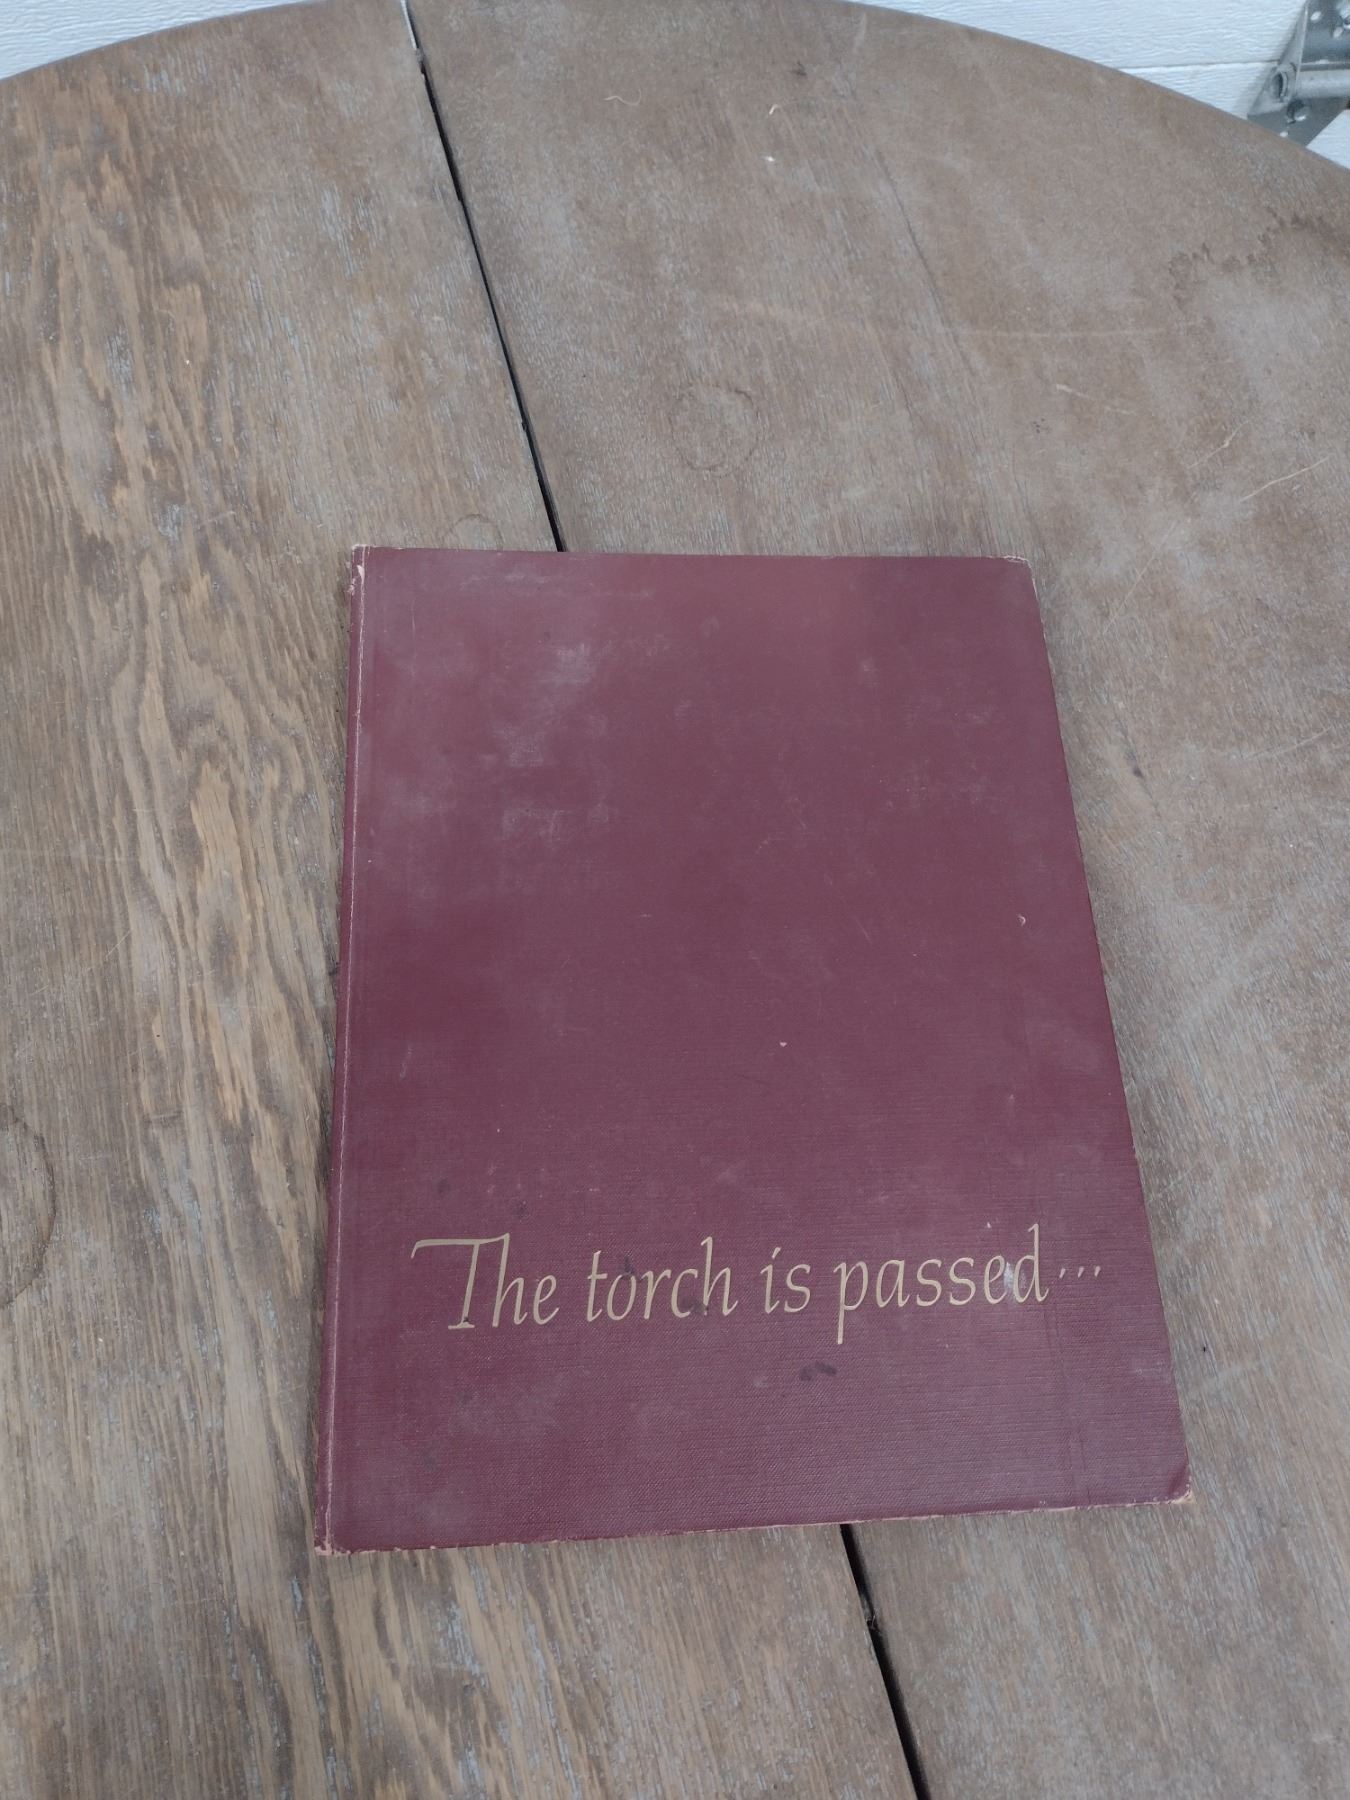 The torch is passed...